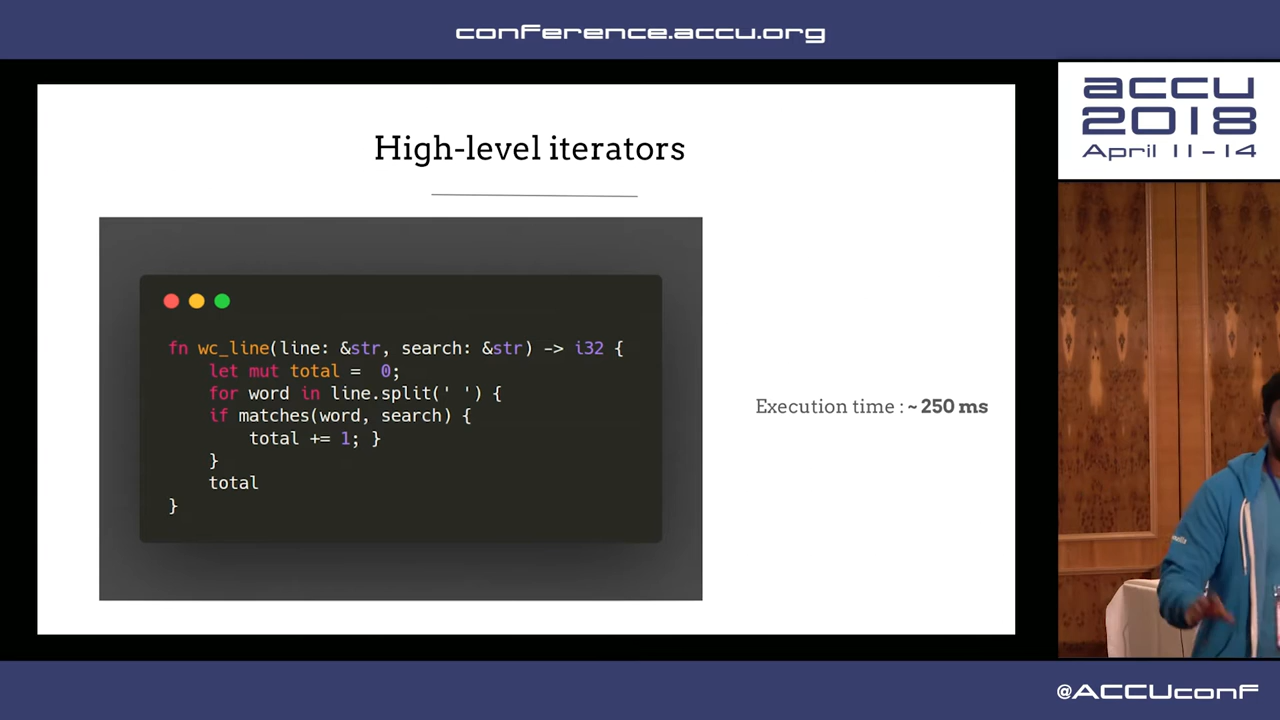 conference.accu.org
accu
2018
April 11-14
High-level iterators
fn wc_line(line: &str, search: &str) -> i32 {
let mut total =  0;
for word in line.split(' ') {
if matches(word, search) {
total += 1; }
}
total
}
Execution time : ~ 250 ms
@ACCUconf